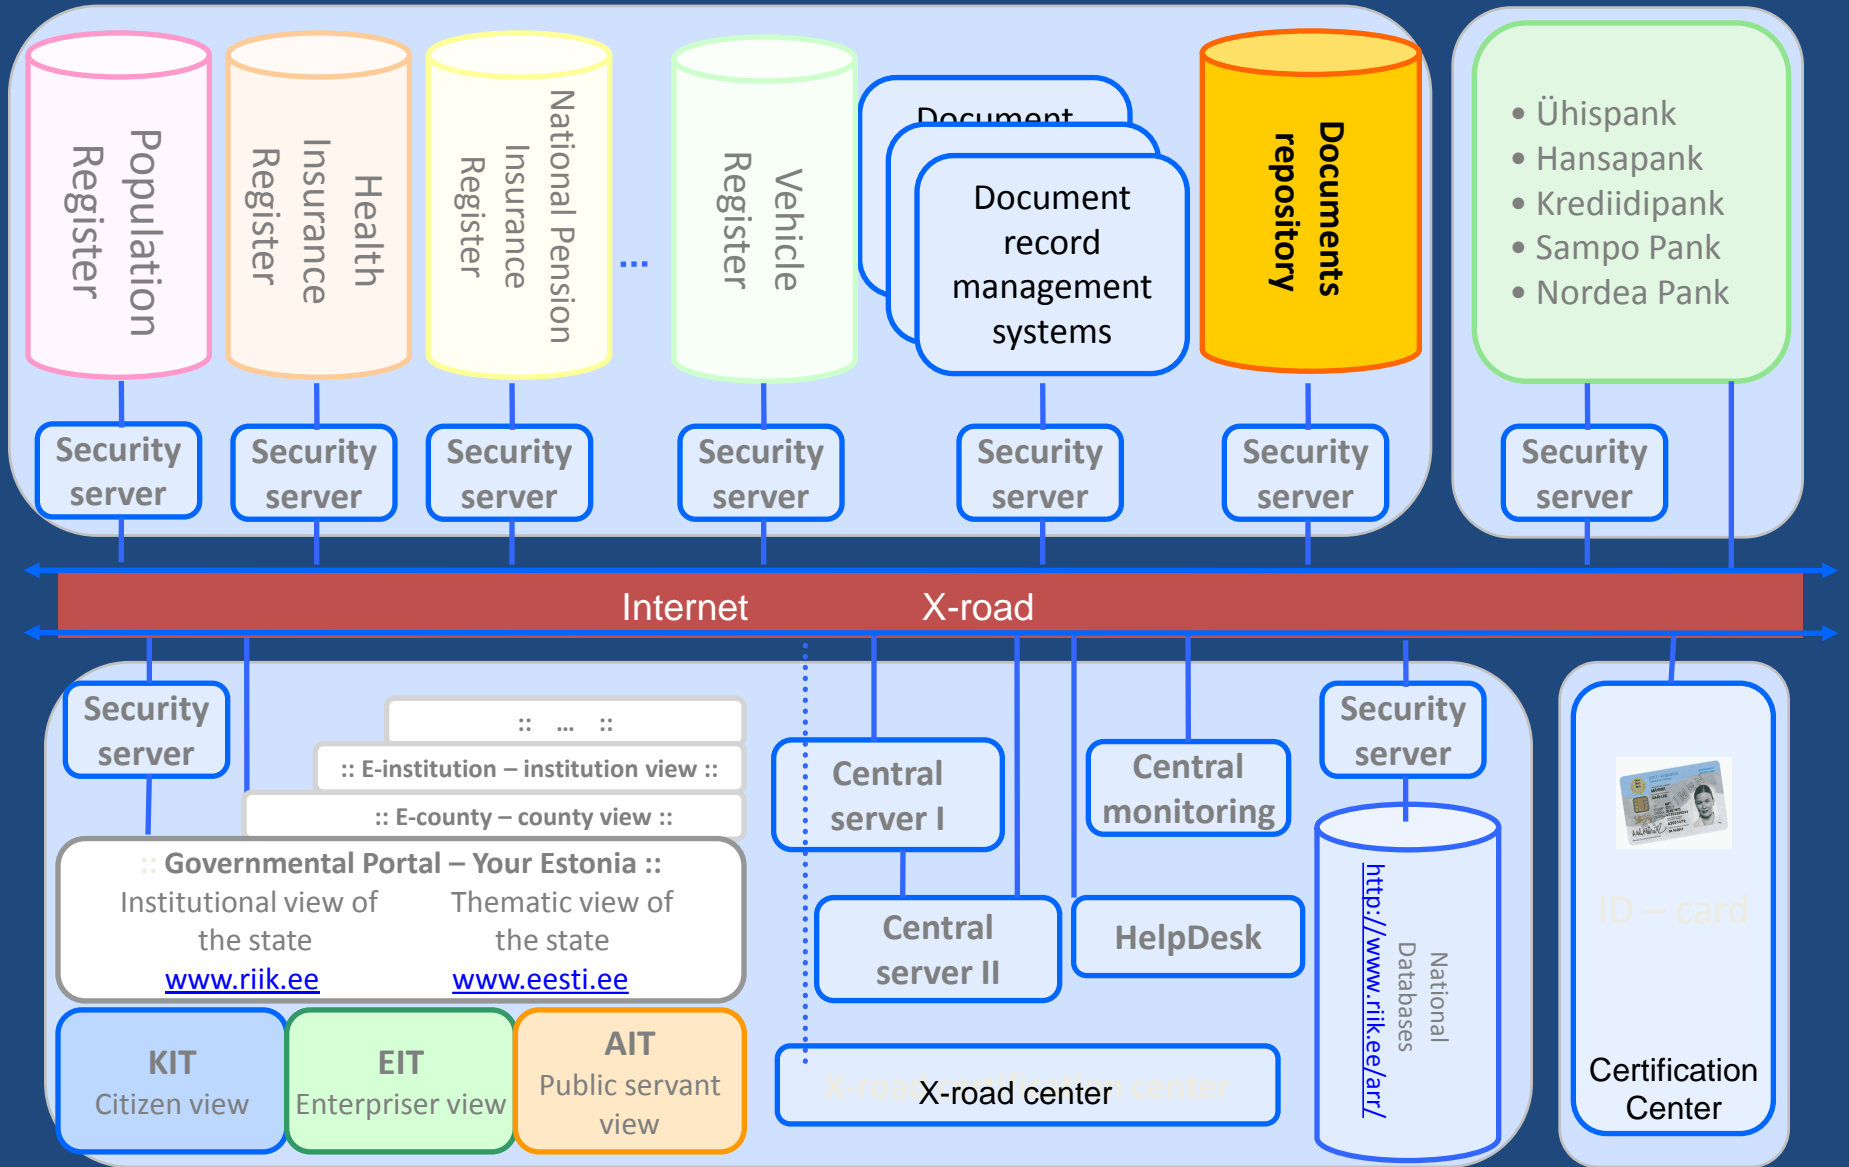 Population
Register
Health
Insurance
Register
National Pension
Insurance
Register
...
Vehicle
Register
Document
Document
record
management
systems
Documents
repository
• Ühispank
• Hansapank
• Krediidipank
• Sampo Pank
• Nordea Pank
Security
server
Security
server
Security
server
Security
server
Security
server
Security
server
Security
server
Internet
X-road
Security
server
:: ... ::
:: E-institution – institution view ::
:: E-county – county view ::
:: Governmental Portal – Your Estonia ::
Institutional view of
the state
www.riik.ee
Thematic view of
the state
www.eesti.ee
KIT
Citizen view
EIT
Enterpriser view
AIT
Public servant
view
Central
server I
Central
monitoring
Central
server II
HelpDesk
X-road certification center
X-road center
Security
server
National
Databases
http://www.riik.ee/arr/
ID – card
Certification
Center